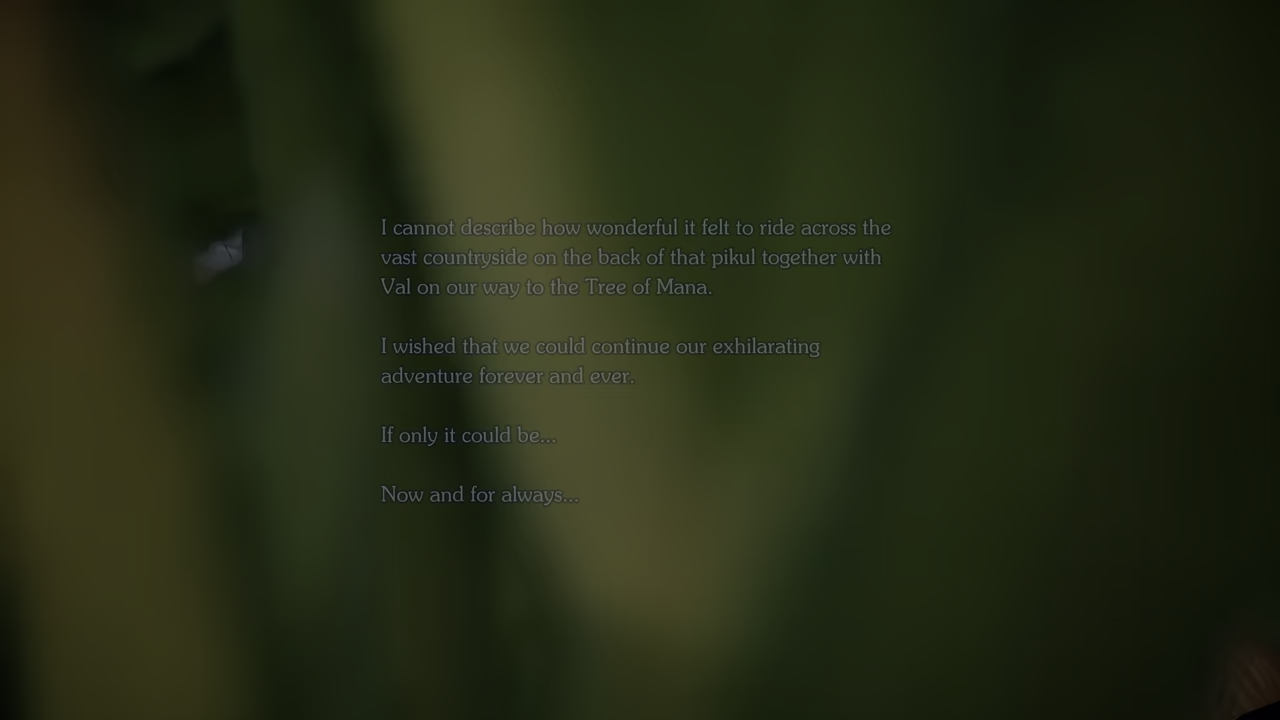 I cannot describe how wonderful it felt to ride across the
vast countryside on the back of that pikul together with
Val on our way to the Tree of Mana.
I wished that we could continue our exhilarating
adventure forever and ever.
If only it could be...
Now and for always...